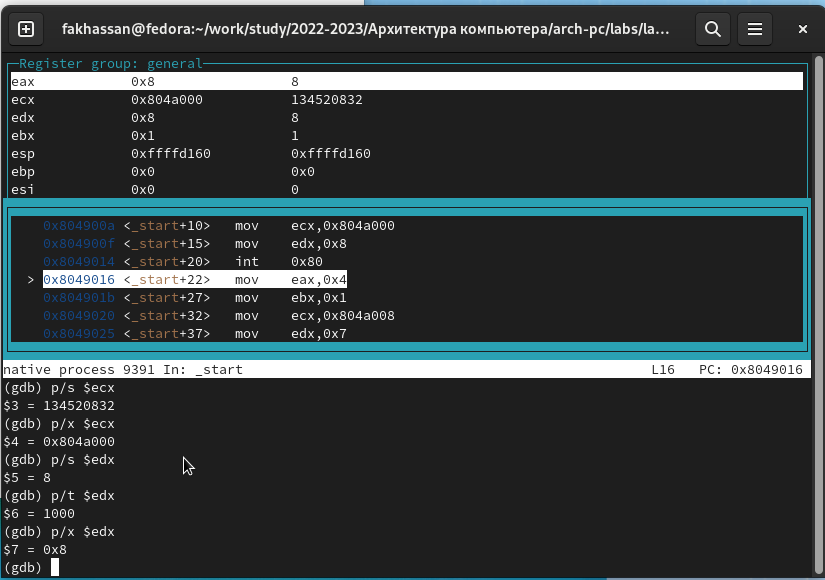 fakhassan@fedora:~/work/study/2022-2023/Архитектура компьютера/arch-pc/labs/la...
Register group: general
eax 0x8 8
ecx 0x804a000 134520832
edx 0x8 8
ebx 0x1 1
esp 0xffffd160 0xffffd160
ebp 0x0 0x0
esi 0x0 0
0x804900a <_start+10> mov ecx,0x804a000
0x804900f <_start+15> mov edx,0x8
0x8049014 <_start+20> int 0x80
> 0x8049016 <_start+22> mov eax,0x4
0x804901b <_start+27> mov ebx,0x1
0x8049020 <_start+32> mov ecx,0x804a008
0x8049025 <_start+37> mov edx,0x7
native process 9391 In: _start L16 PC: 0x8049016
(gdb) p/s $ecx
$3 = 134520832
(gdb) p/x $ecx
$4 = 0x804a000
(gdb) p/s $edx
$5 = 8
(gdb) p/t $edx
$6 = 1000
(gdb) p/x $edx
$7 = 0x8
(gdb)